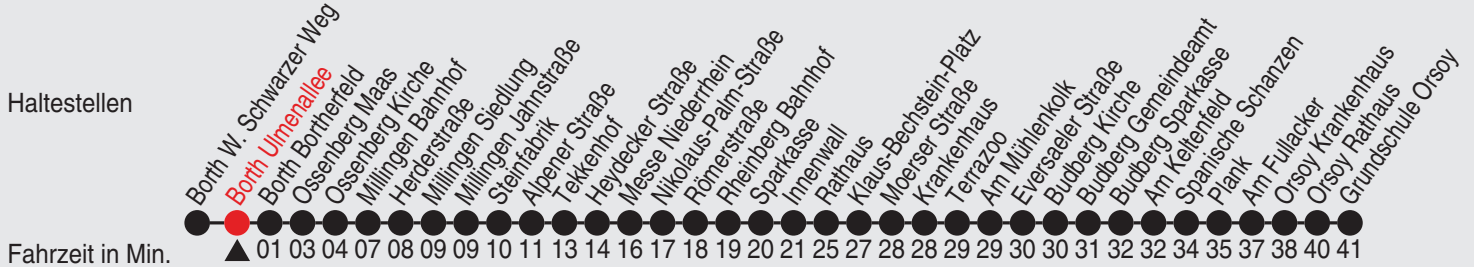 Haltestellen
Borth W. Schwarzer Weg
Borth Ulmenallee
Borth Bortherfeld
Ossenberg Maas
Ossenberg Kirche
Millingen Bahnhof
Herderstraße
Millingen Siedlung
Millingen Jahnstraße
Steinfabrik
Alpener Straße
Tekkenhof
Heydecker Straße
Messe Niederrhein
Nikolaus-Palm-Straße
Römerstraße
Rheinberg Bahnhof
Sparkasse
Innenwall
Rathaus
Klaus-Bechstein-Platz
Moerser Straße
Krankenhaus
Terrazoo
Am Mühlenkolk
Eversaeler Straße
Budberg Kirche
Budberg Gemeindeamt
Budberg Sparkasse
Am Keltenfeld
Spanische Schanzen
Plank
Am Fullacker
Orsoy Krankenhaus
Orsoy Rathaus
Grundschule Orsoy
Fahrzeit in Min. 01 03 04 07 08 09 09 10 11 13 14 16 17 18 19 20 21 25 27 28 28 29 29 30 30 31 32 32 34 35 37 38 40 41